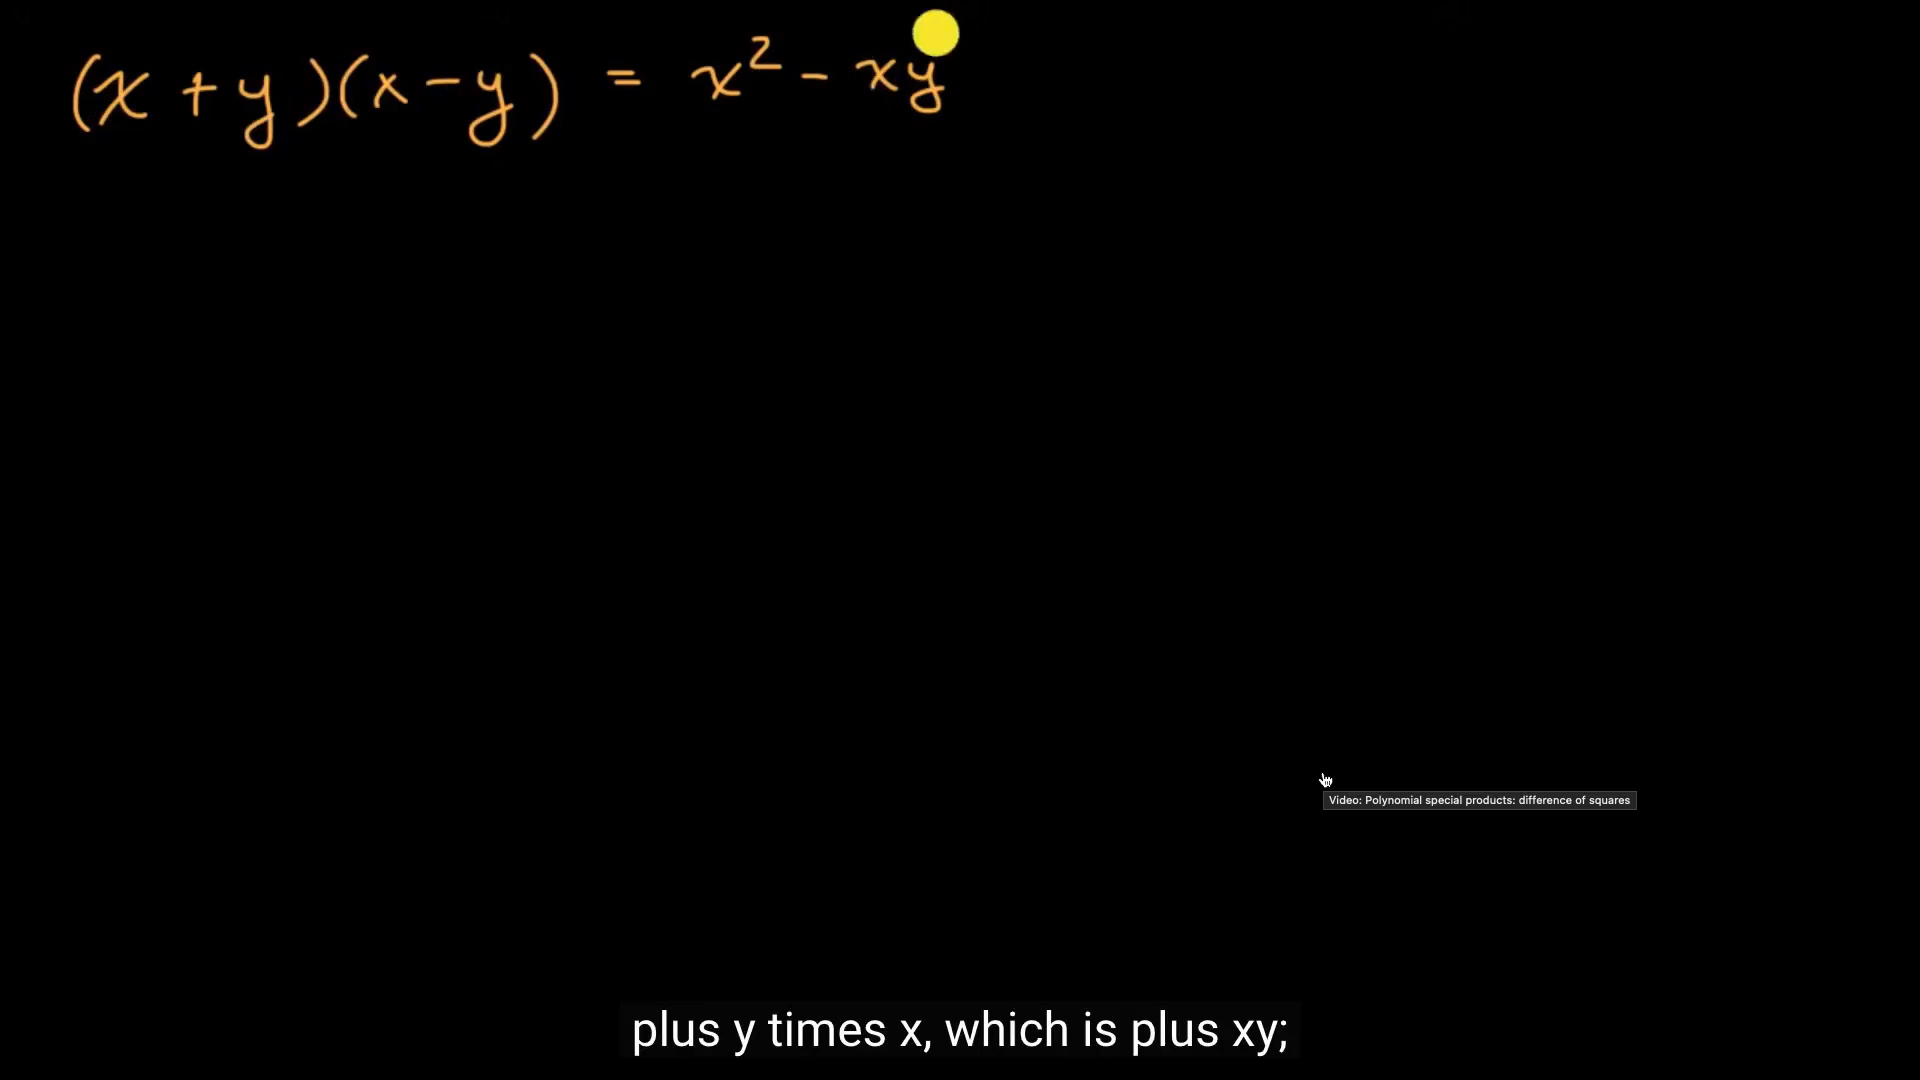 (x + y)(x - y) = x² - xy
Video: Polynomial special products: difference of squares
plus y times x, which is plus xy;